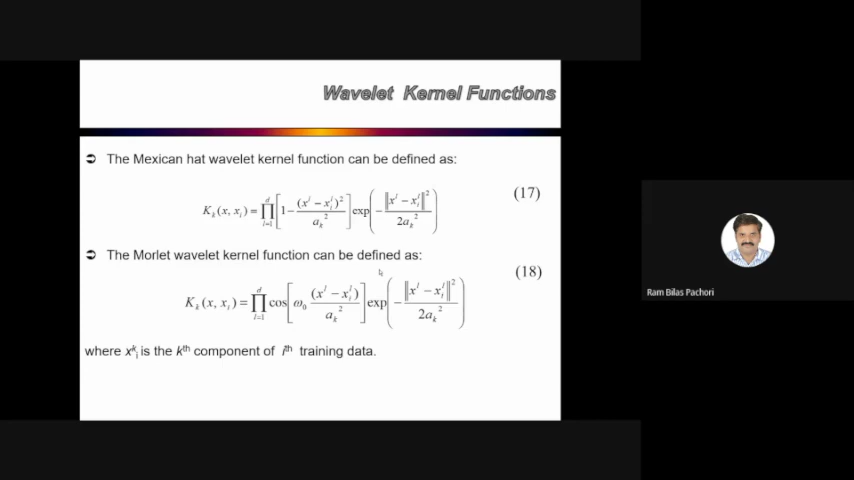 Wavelet Kernel Functions
➲ The Mexican hat wavelet kernel function can be defined as:
K_k(x, x_i) = ∏_{l=1}^{d} [1 − (x^l − x_i^l)^2 / a_k^2] exp(− ‖x^l − x_i^l‖^2 / 2a_k^2) (17)
➲ The Morlet wavelet kernel function can be defined as:
K_k(x, x_i) = ∏_{l=1}^{d} cos[ω_0 (x^l − x_i^l) / a_k^2] exp(− ‖x^l − x_i^l‖^2 / 2a_k^2) (18)
where x^k_i is the k^th component of i^th training data.
Ram Bilas Pachori